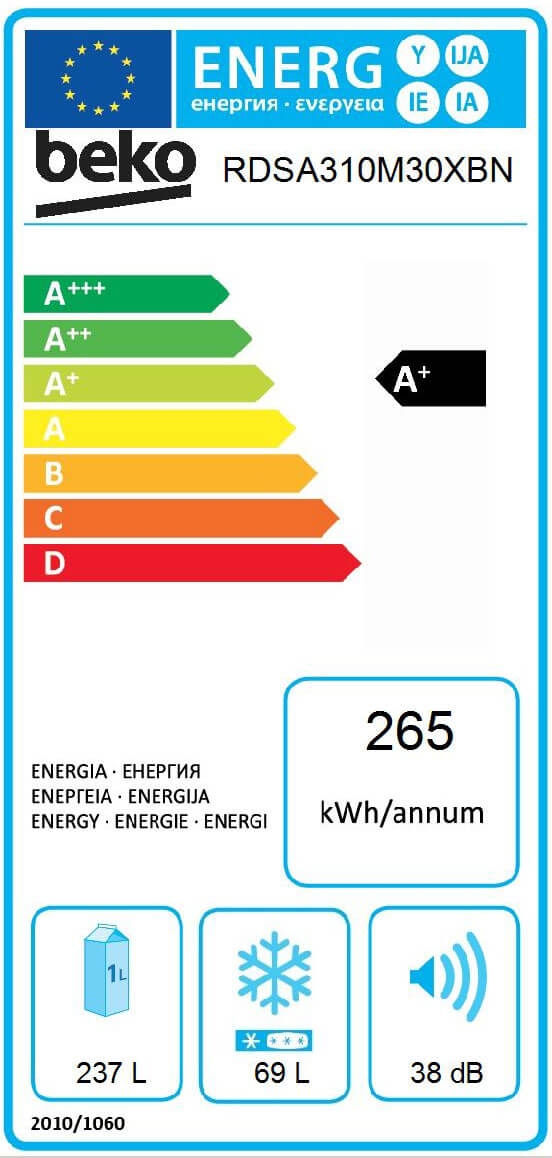 ENERG Y IJA
енергия · ενεργεια IE IA
beko RDSA310M30XBN
A+++
A++
A+
A+
A
B
C
D
265
kWh/annum
ENERGIA · ЕНЕРГИЯ
ΕΝΕΡΓΕΙΑ · ENERGIJA
ENERGY · ENERGIE · ENERGI
1L
237 L
69 L
38 dB
2010/1060